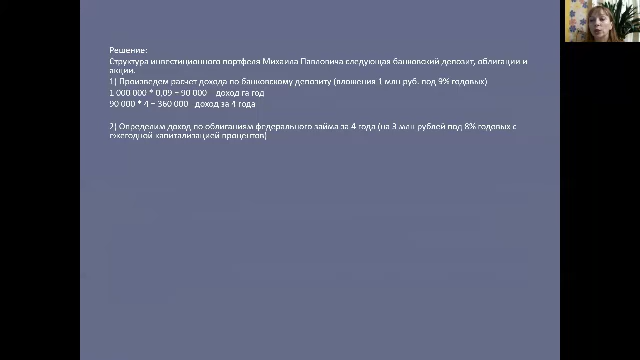 Решение:
Структура инвестиционного портфеля Михаила Павловича следующая банковский депозит, облигации и
акции.
1) Произведем расчет дохода по банковскому депозиту (вложения 1 млн руб. под 9% годовых)
1 000 000 * 0,09 = 90 000 доход за год
90 000 * 4 = 360 000 доход за 4 года
2) Определим доход по облигациям федерального займа за 4 года (на 3 млн рублей под 8% годовых с
ежегодной капитализацией процентов)